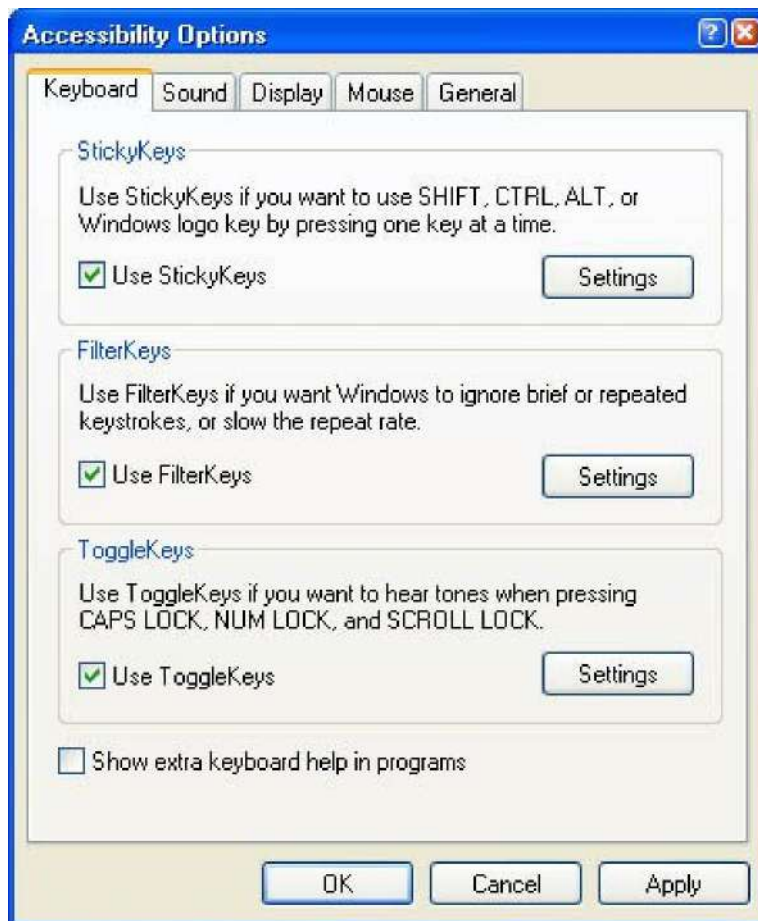 Accessibility Options
Keyboard Sound Display Mouse General
StickyKeys
Use StickyKeys if you want to use SHIFT, CTRL, ALT, or
Windows logo key by pressing one key at a time.
Use StickyKeys Settings
FilterKeys
Use FilterKeys if you want Windows to ignore brief or repeated
keystrokes, or slow the repeat rate.
Use FilterKeys Settings
ToggleKeys
Use ToggleKeys if you want to hear tones when pressing
CAPS LOCK, NUM LOCK, and SCROLL LOCK.
Use ToggleKeys Settings
Show extra keyboard help in programs
OK Cancel Apply